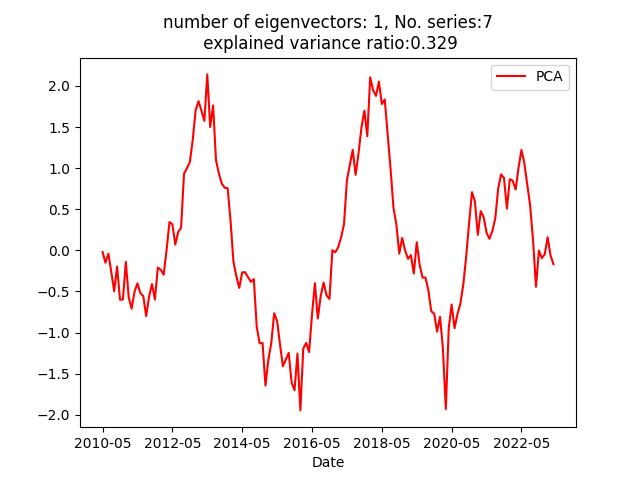 number of eigenvectors: 1, No. series:7
explained variance ratio:0.329
PCA
2.0
1.5
1.0
0.5
0.0
−0.5
−1.0
−1.5
−2.0
2010-05 2012-05 2014-05 2016-05 2018-05 2020-05 2022-05
Date